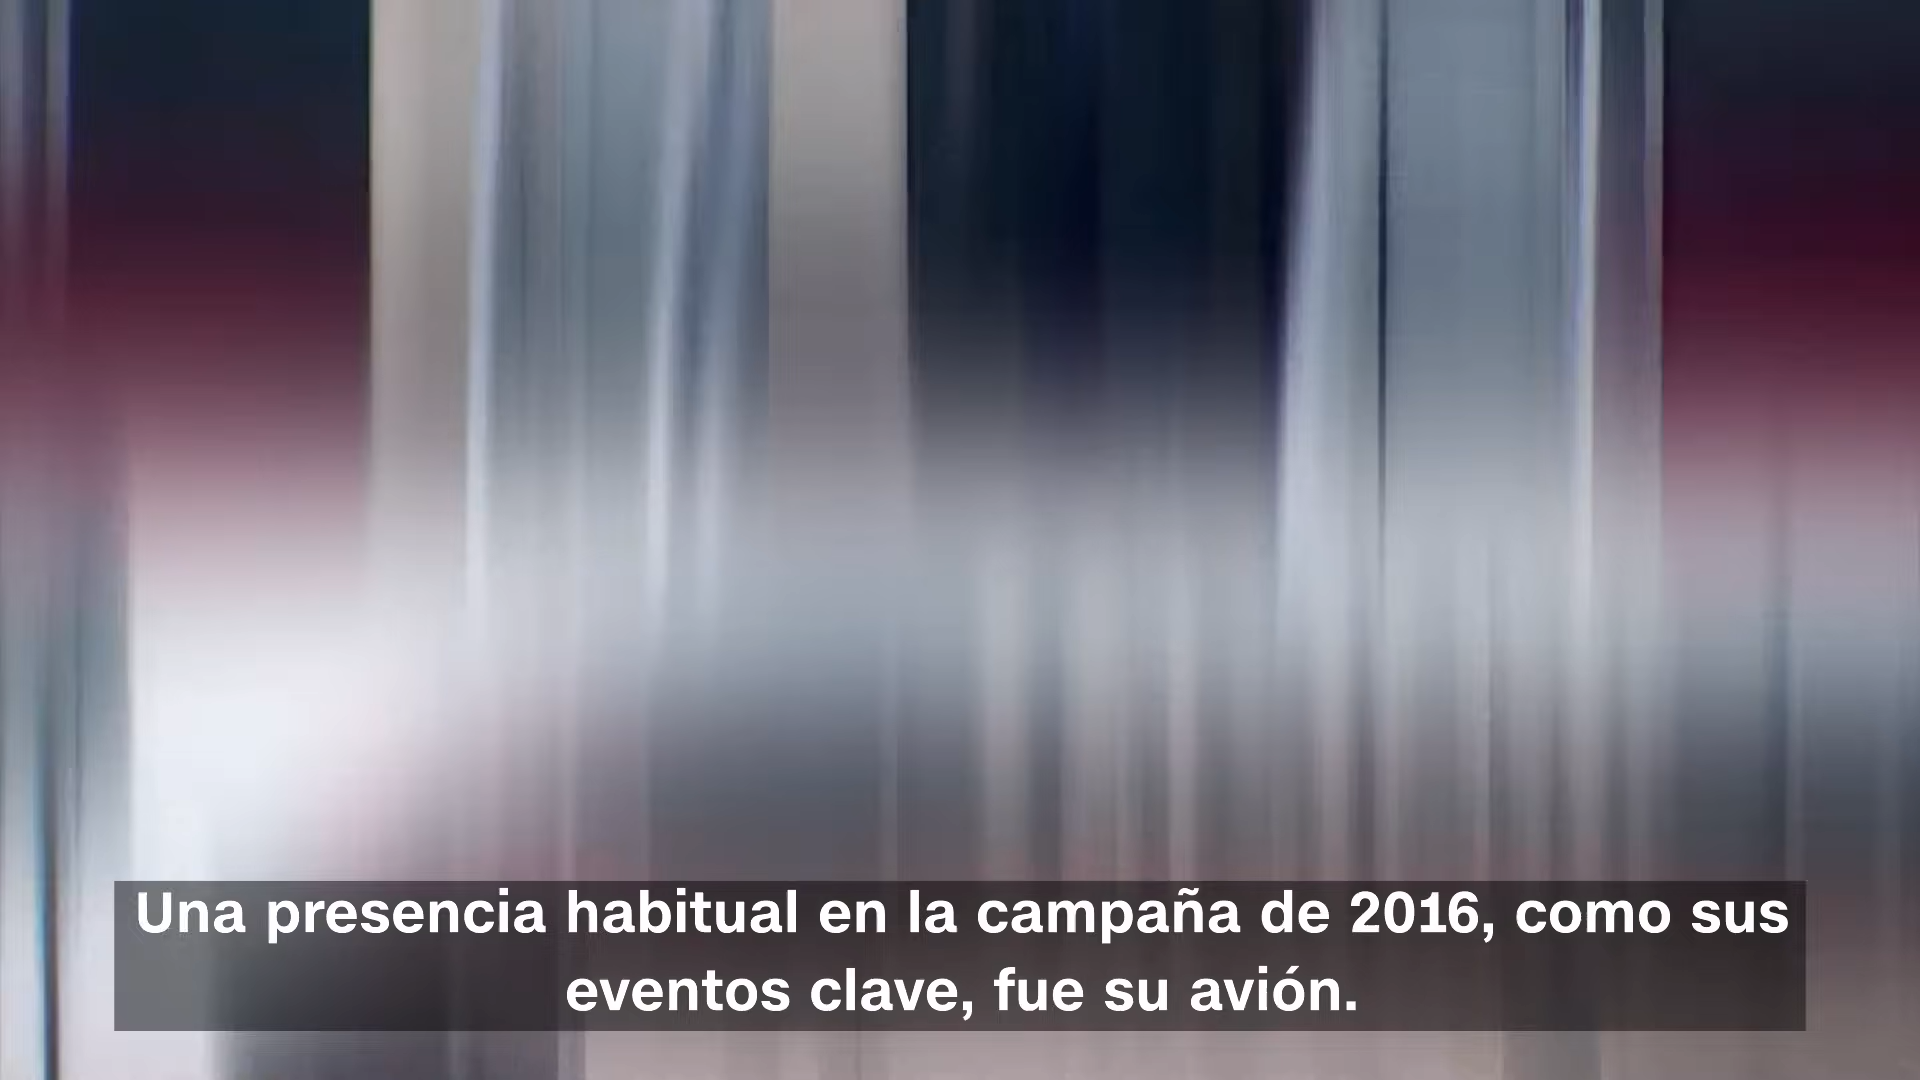 Una presencia habitual en la campaña de 2016, como sus
eventos clave, fue su avión.